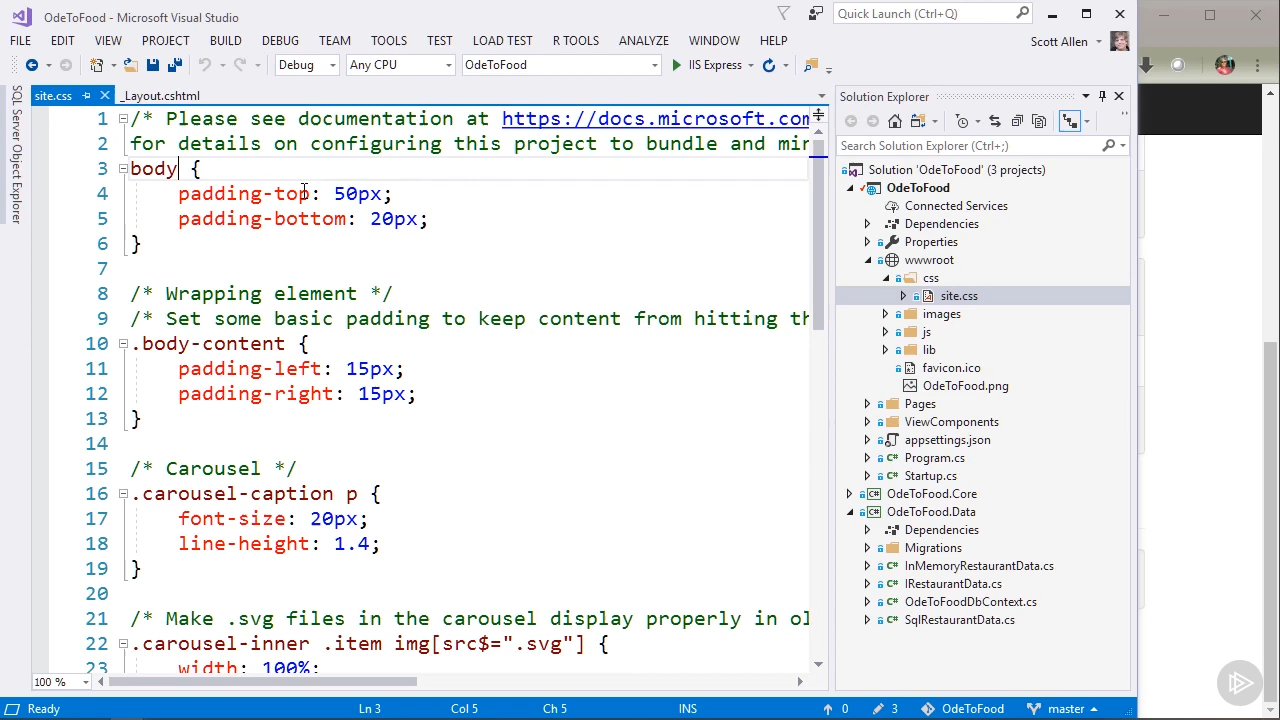 OdeToFood - Microsoft Visual Studio
Quick Launch (Ctrl+Q)
FILE EDIT VIEW PROJECT BUILD DEBUG TEAM TOOLS TEST LOAD TEST R TOOLS ANALYZE WINDOW HELP
Scott Allen
Debug Any CPU OdeToFood IIS Express
SQL Server Object Explorer
site.css _Layout.cshtml
1 /* Please see documentation at https://docs.microsoft.com
2 for details on configuring this project to bundle and min
3 body {
4 padding-top: 50px;
5 padding-bottom: 20px;
6 }
7
8 /* Wrapping element */
9 /* Set some basic padding to keep content from hitting th
10 .body-content {
11 padding-left: 15px;
12 padding-right: 15px;
13 }
14
15 /* Carousel */
16 .carousel-caption p {
17 font-size: 20px;
18 line-height: 1.4;
19 }
20
21 /* Make .svg files in the carousel display properly in ol
22 .carousel-inner .item img[src$=".svg"] {
23 width: 100%;
100 %
Solution Explorer
Search Solution Explorer (Ctrl+;)
Solution 'OdeToFood' (3 projects)
OdeToFood
Connected Services
Dependencies
Properties
wwwroot
css
site.css
images
js
lib
favicon.ico
OdeToFood.png
Pages
ViewComponents
appsettings.json
Program.cs
Startup.cs
OdeToFood.Core
OdeToFood.Data
Dependencies
Migrations
InMemoryRestaurantData.cs
IRestaurantData.cs
OdeToFoodDbContext.cs
SqlRestaurantData.cs
Ready Ln 3 Col 5 Ch 5 INS 0 3 OdeToFood master